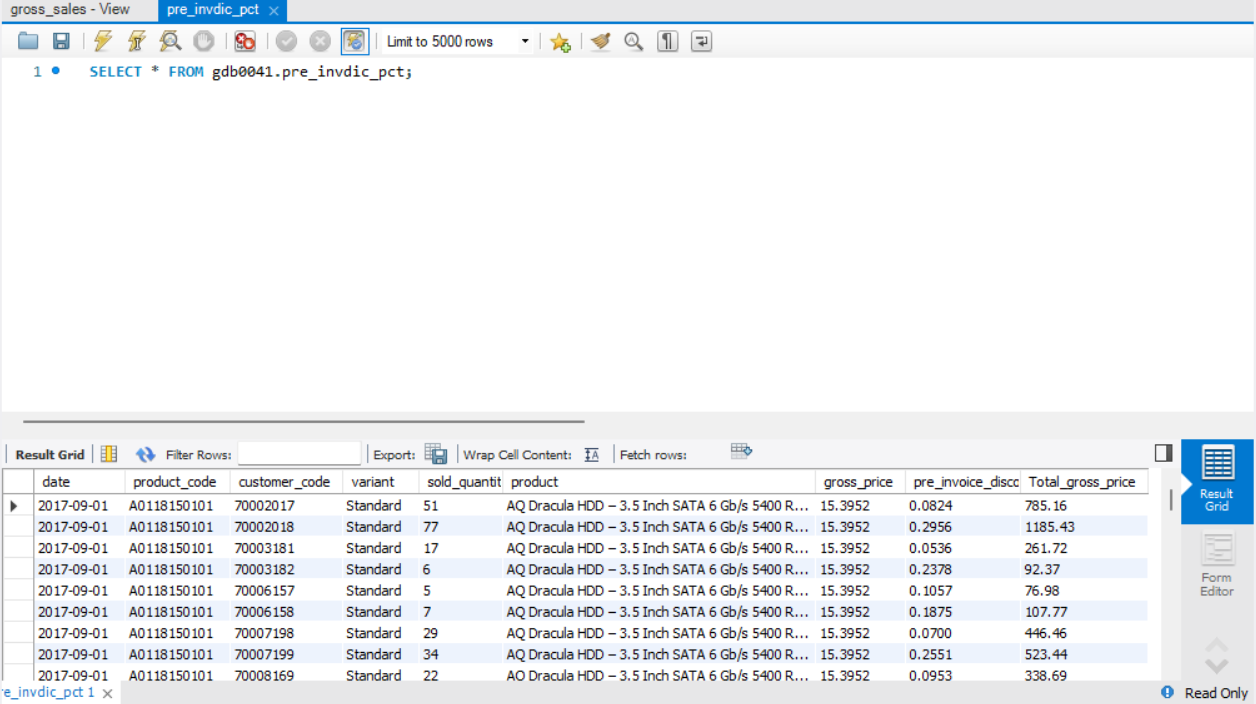 gross_sales - View pre_invdic_pct ×
Limit to 5000 rows
1 SELECT * FROM gdb0041.pre_invdic_pct;
Result Grid Filter Rows: Export: Wrap Cell Content: IA Fetch rows:
date product_code customer_code variant sold_quantit product gross_price pre_invoice_disco Total_gross_price
2017-09-01 A0118150101 70002017 Standard 51 AQ Dracula HDD – 3.5 Inch SATA 6 Gb/s 5400 R... 15.3952 0.0824 785.16
2017-09-01 A0118150101 70002018 Standard 77 AQ Dracula HDD – 3.5 Inch SATA 6 Gb/s 5400 R... 15.3952 0.2956 1185.43
2017-09-01 A0118150101 70003181 Standard 17 AQ Dracula HDD – 3.5 Inch SATA 6 Gb/s 5400 R... 15.3952 0.0536 261.72
2017-09-01 A0118150101 70003182 Standard 6 AQ Dracula HDD – 3.5 Inch SATA 6 Gb/s 5400 R... 15.3952 0.2378 92.37
2017-09-01 A0118150101 70006157 Standard 5 AQ Dracula HDD – 3.5 Inch SATA 6 Gb/s 5400 R... 15.3952 0.1057 76.98
2017-09-01 A0118150101 70006158 Standard 7 AQ Dracula HDD – 3.5 Inch SATA 6 Gb/s 5400 R... 15.3952 0.1875 107.77
2017-09-01 A0118150101 70007198 Standard 29 AQ Dracula HDD – 3.5 Inch SATA 6 Gb/s 5400 R... 15.3952 0.0700 446.46
2017-09-01 A0118150101 70007199 Standard 34 AQ Dracula HDD – 3.5 Inch SATA 6 Gb/s 5400 R... 15.3952 0.2551 523.44
2017-09-01 A0118150101 70008169 Standard 22 AQ Dracula HDD – 3.5 Inch SATA 6 Gb/s 5400 R... 15.3952 0.0953 338.69
Result
Grid
Form
Editor
re_invdic_pct 1 ×
Read Only